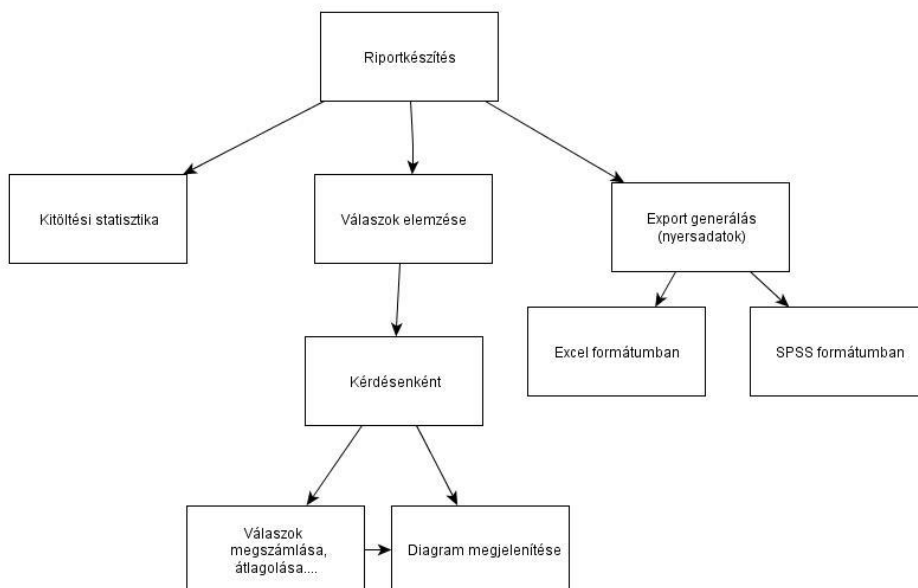 Riportkészítés
Kitöltési statisztika
Válaszok elemzése
Export generálás
(nyersadatok)
Excel formátumban
SPSS formátumban
Kérdésenként
Válaszok
megszámlása,
átlagolása....
Diagram megjelenítése